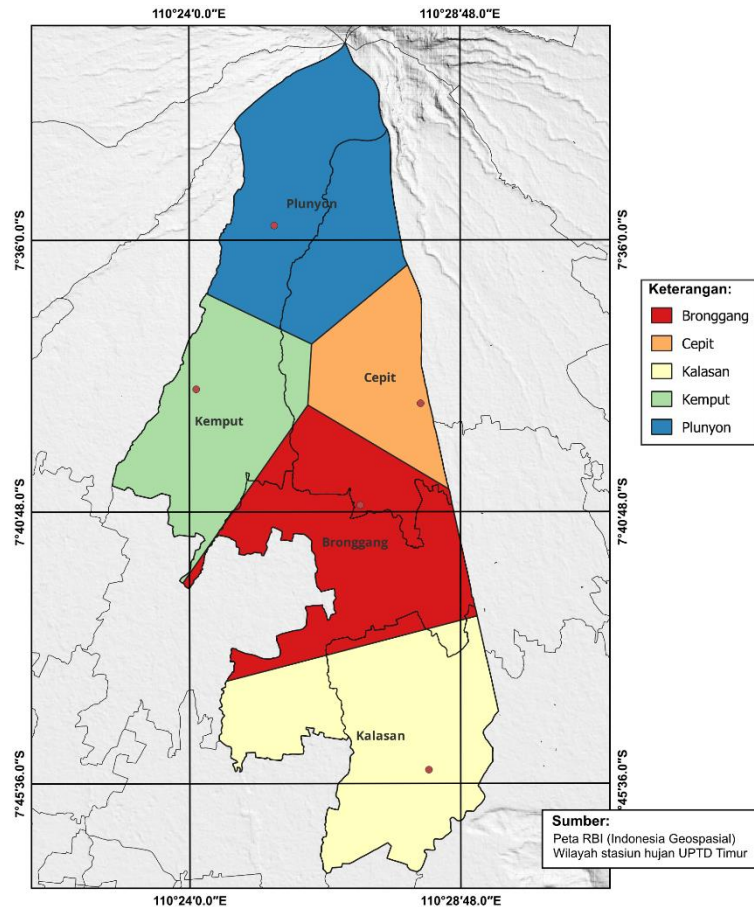 110°24'0.0"E
110°28'48.0"E
7°36'0.0"S
7°36'0.0"S
7°40'48.0"S
7°40'48.0"S
7°45'36.0"S
7°45'36.0"S
Plunyon
Cepit
Kemput
Bronggang
Kalasan
Keterangan:
Bronggang
Cepit
Kalasan
Kemput
Plunyon
Sumber:
Peta RBI (Indonesia Geospasial)
Wilayah stasiun hujan UPTD Timur
110°24'0.0"E
110°28'48.0"E